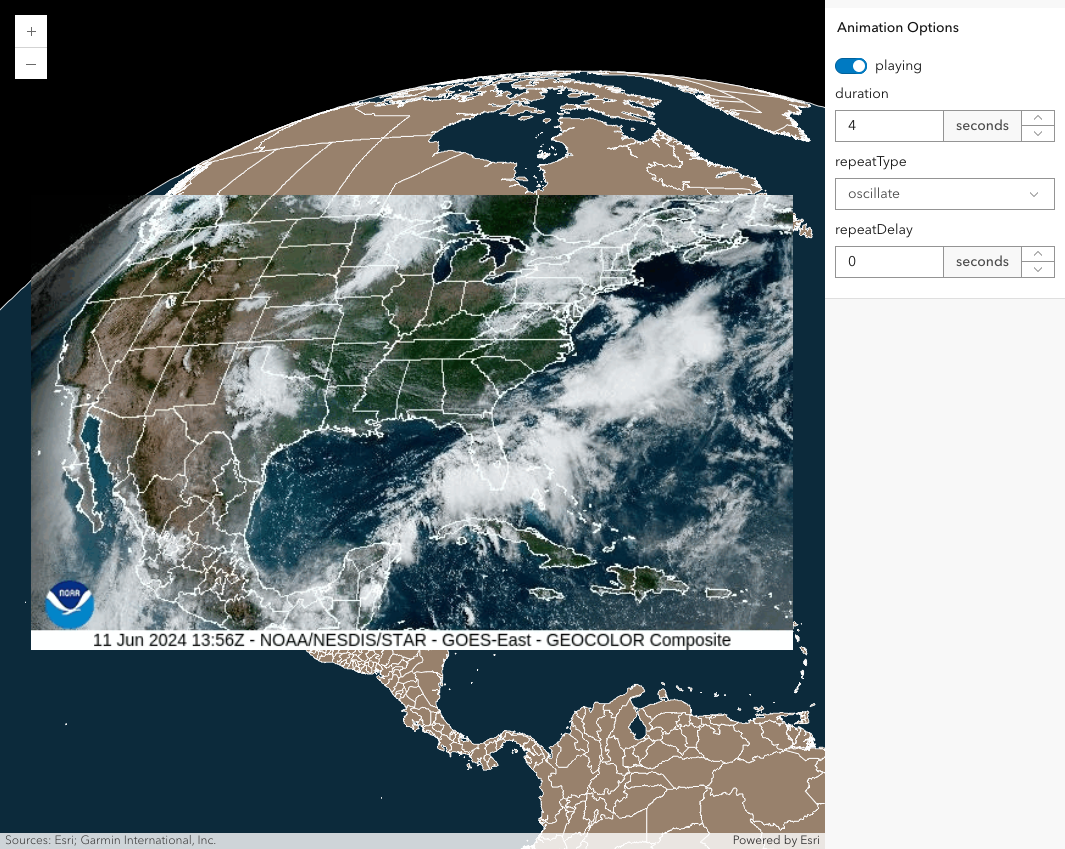 +
–
Animation Options
playing
duration
4 seconds
repeatType
oscillate
repeatDelay
0 seconds
NOAA
11 Jun 2024 13:56Z - NOAA/NESDIS/STAR - GOES-East - GEOCOLOR Composite
Sources: Esri; Garmin International, Inc.
Powered by Esri